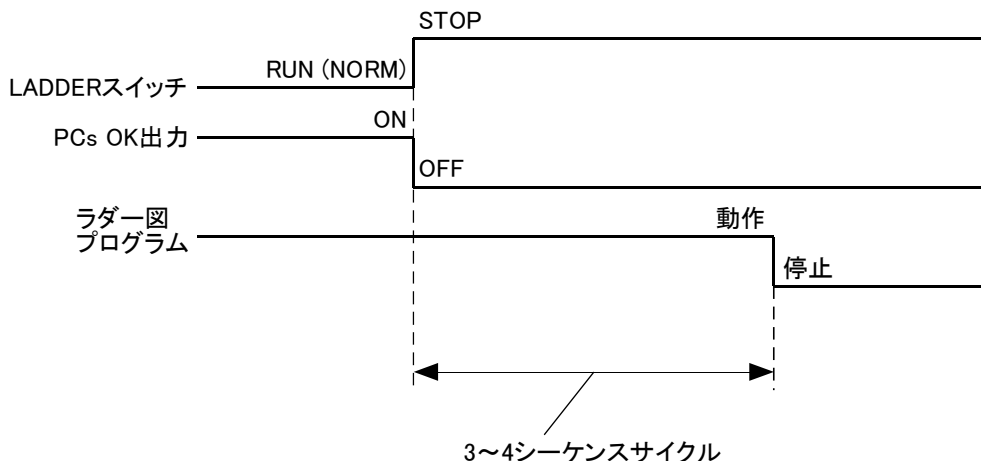 STOP
RUN (NORM)
LADDERスイッチ
ON
PCs OK出力
OFF
ラダー図
プログラム
動作
停止
3～4シーケンスサイクル